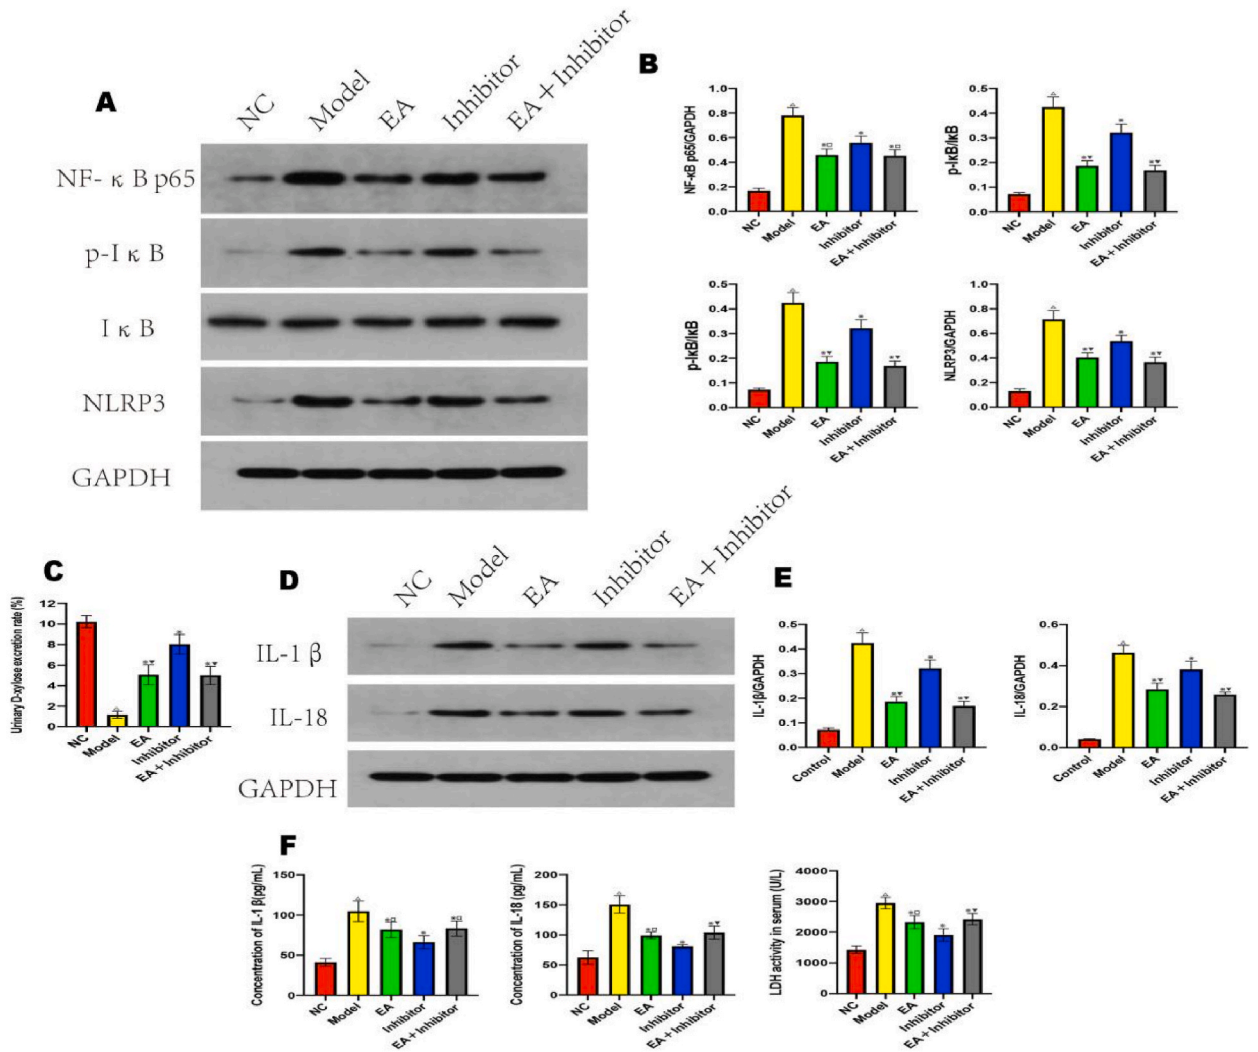 A
NC
Model
EA
Inhibitor
EA+Inhibitor
NF-κB p65
p-IκB
IκB
NLRP3
GAPDH
B
NF-κB p65/GAPDH
1.0
0.8
0.6
0.4
0.2
0.0
NC
Model
EA
Inhibitor
EA+Inhibitor
p-IκB/IκB
0.5
0.4
0.3
0.2
0.1
0.0
NC
Model
EA
Inhibitor
EA+Inhibitor
p-IκB/IκB
0.5
0.4
0.3
0.2
0.1
0.0
NC
Model
EA
Inhibitor
EA+Inhibitor
NLRP3/GAPDH
1.0
0.8
0.6
0.4
0.2
0.0
NC
Model
EA
Inhibitor
EA+Inhibitor
C
Urinary D-xylose excretion rate (%)
12
10
8
6
4
2
0
NC
Model
EA
Inhibitor
EA+Inhibitor
D
NC
Model
EA
Inhibitor
EA+Inhibitor
IL-1 β
IL-18
GAPDH
E
IL-1β/GAPDH
0.5
0.4
0.3
0.2
0.1
0.0
Control
Model
EA
Inhibitor
EA+Inhibitor
IL-18/GAPDH
0.6
0.4
0.2
0.0
Control
Model
EA
Inhibitor
EA+Inhibitor
F
Concentration of IL-1 β(pg/mL)
150
100
50
0
NC
Model
EA
Inhibitor
EA+Inhibitor
Concentration of IL-18 (pg/mL)
200
150
100
50
0
NC
Model
EA
Inhibitor
EA+Inhibitor
LDH activity in serum (U/L)
4000
3000
2000
1000
0
NC
Model
EA
Inhibitor
EA+Inhibitor